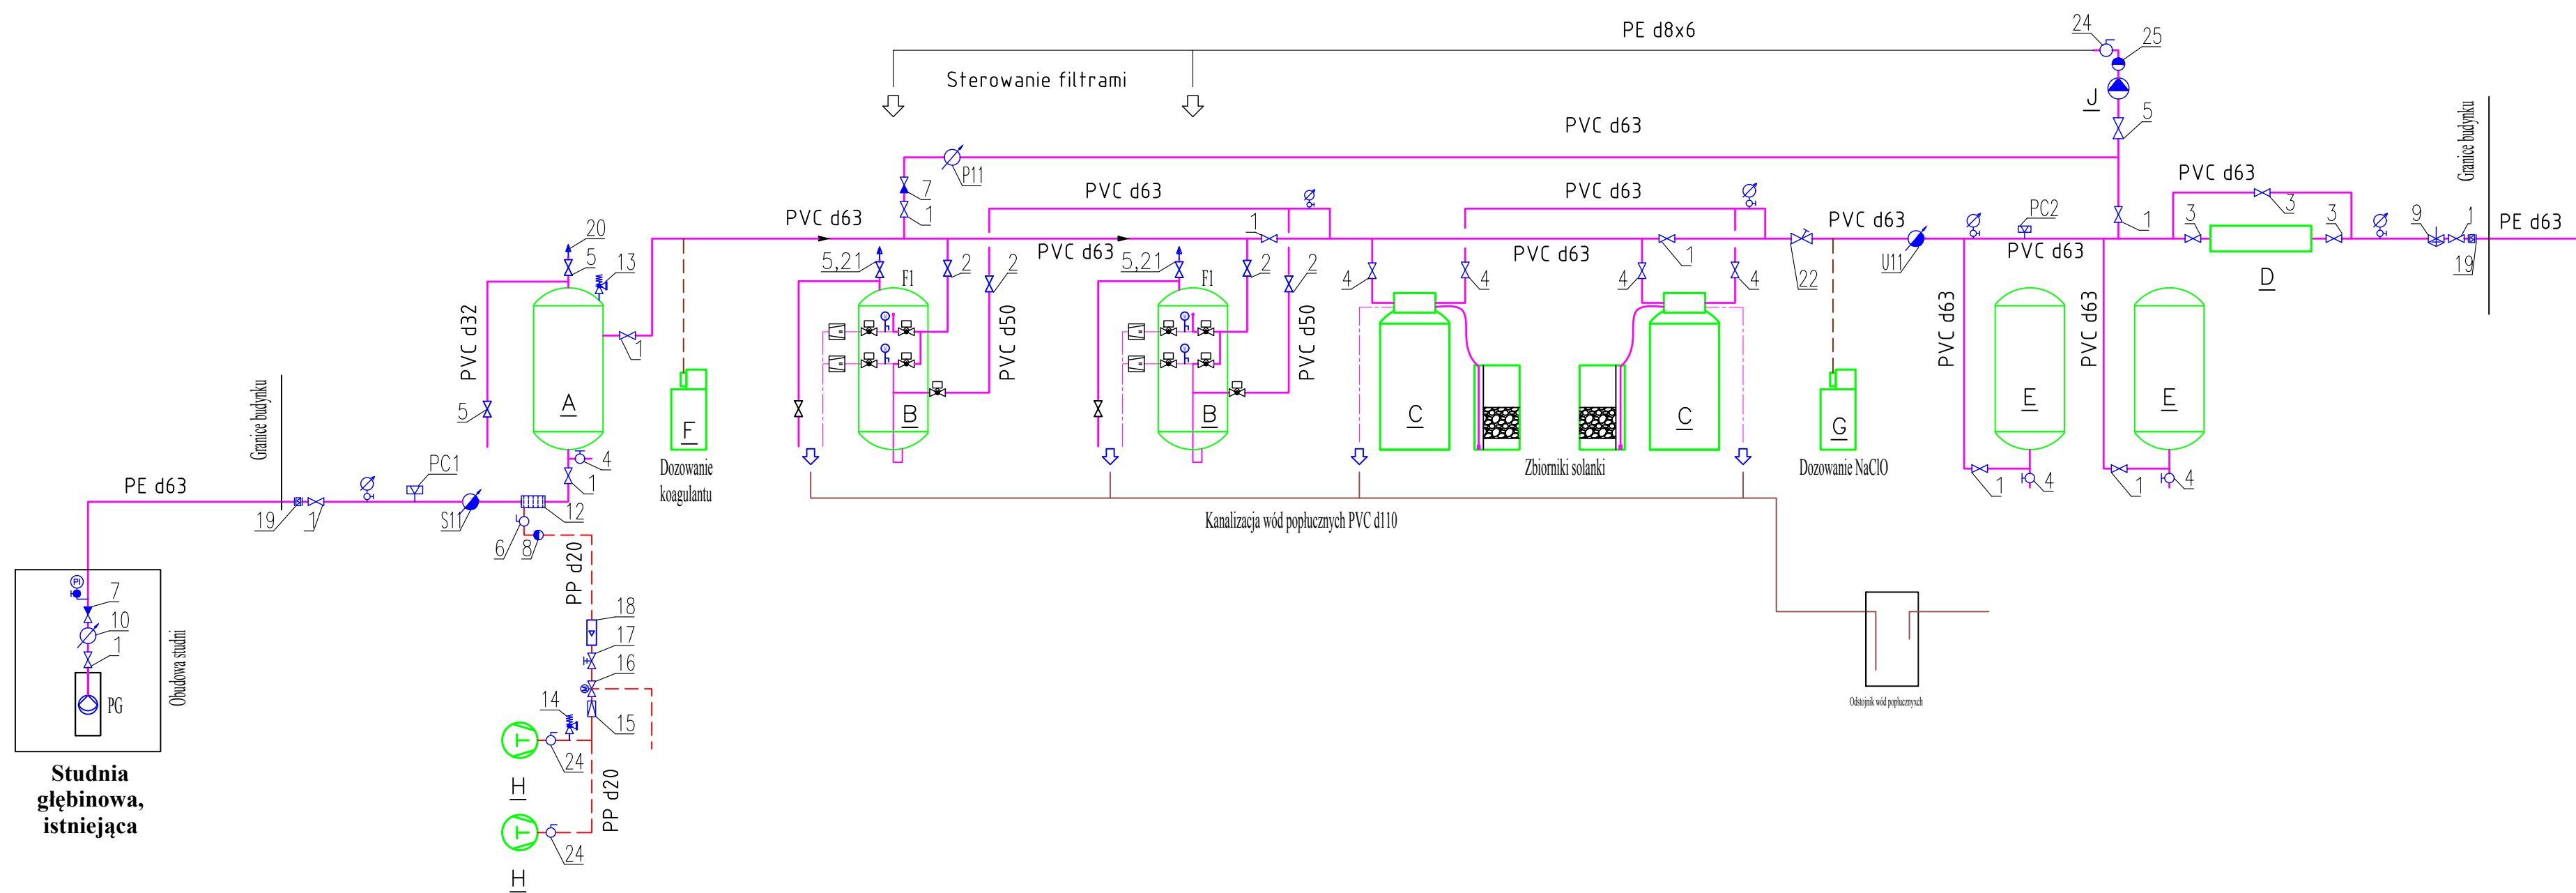 PE d8x6
24
25
Sterowanie filtrami
J
5
PVC d63
P11
7
1
PVC d63
PVC d63
PVC d63
Granice budynku
PVC d63
PVC d63
1
PVC d63
1
PC2
3
3
3
9
1
PE d63
20
5
13
5,21
2
2
PVC d63
5,21
2
2
PVC d63
1
22
U11
PVC d63
19
D
F1
F1
4
4
4
4
PVC d32
1
PVC d50
PVC d50
PVC d63
PVC d63
5
A
F
B
B
C
C
G
E
E
Granice budynku
PC1
4
1
Dozowanie
koagulantu
Zbiorniki solanki
Dozowanie NaClO
1
4
1
4
PE d63
19
1
S11
12
Kanalizacja wód popłucznych PVC d110
6
8
PP d20
PI
7
10
1
PG
Obudowa studni
18
17
16
14
15
24
H
PP d20
24
H
Odstojnik wód popłucznych
Studnia
głębinowa,
istniejąca